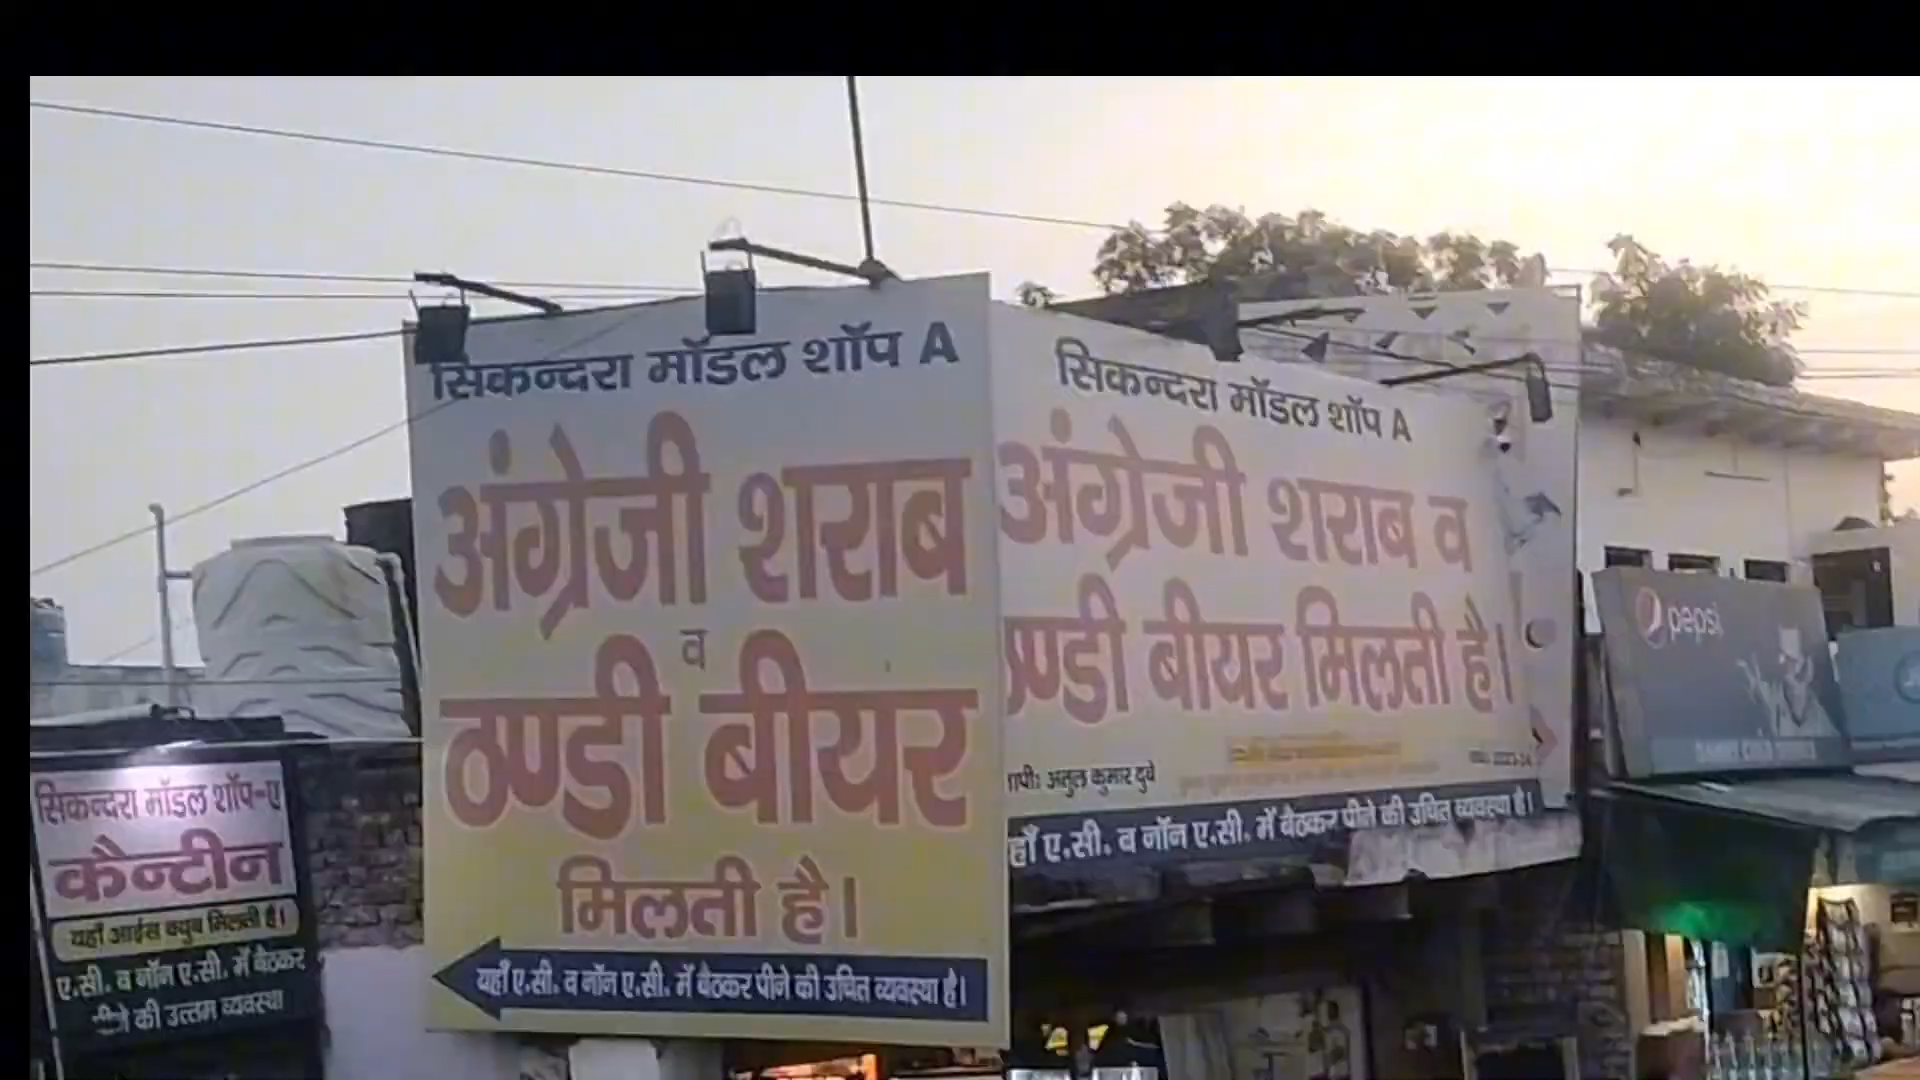 सिकन्दरा मॉडल शॉप A
अंग्रेजी शराब
व
ठण्डी बीयर
मिलती है।
यहाँ ए.सी. व नॉन ए.सी. में बैठकर पीने की उचित व्यवस्था है।
सिकन्दरा मॉडल शॉप A
अंग्रेजी शराब व
ठण्डी बीयर मिलती है।
अतुल कुमार दुबे
ए.सी. व नॉन ए.सी. में बैठकर पीने की उचित व्यवस्था है।
सिकन्दरा मॉडल शॉप-ए
कैन्टीन
यहाँ आईस क्युब मिलती है।
ए.सी. व नॉन ए.सी. में बैठकर
पीने की उत्तम व्यवस्था
pepsi